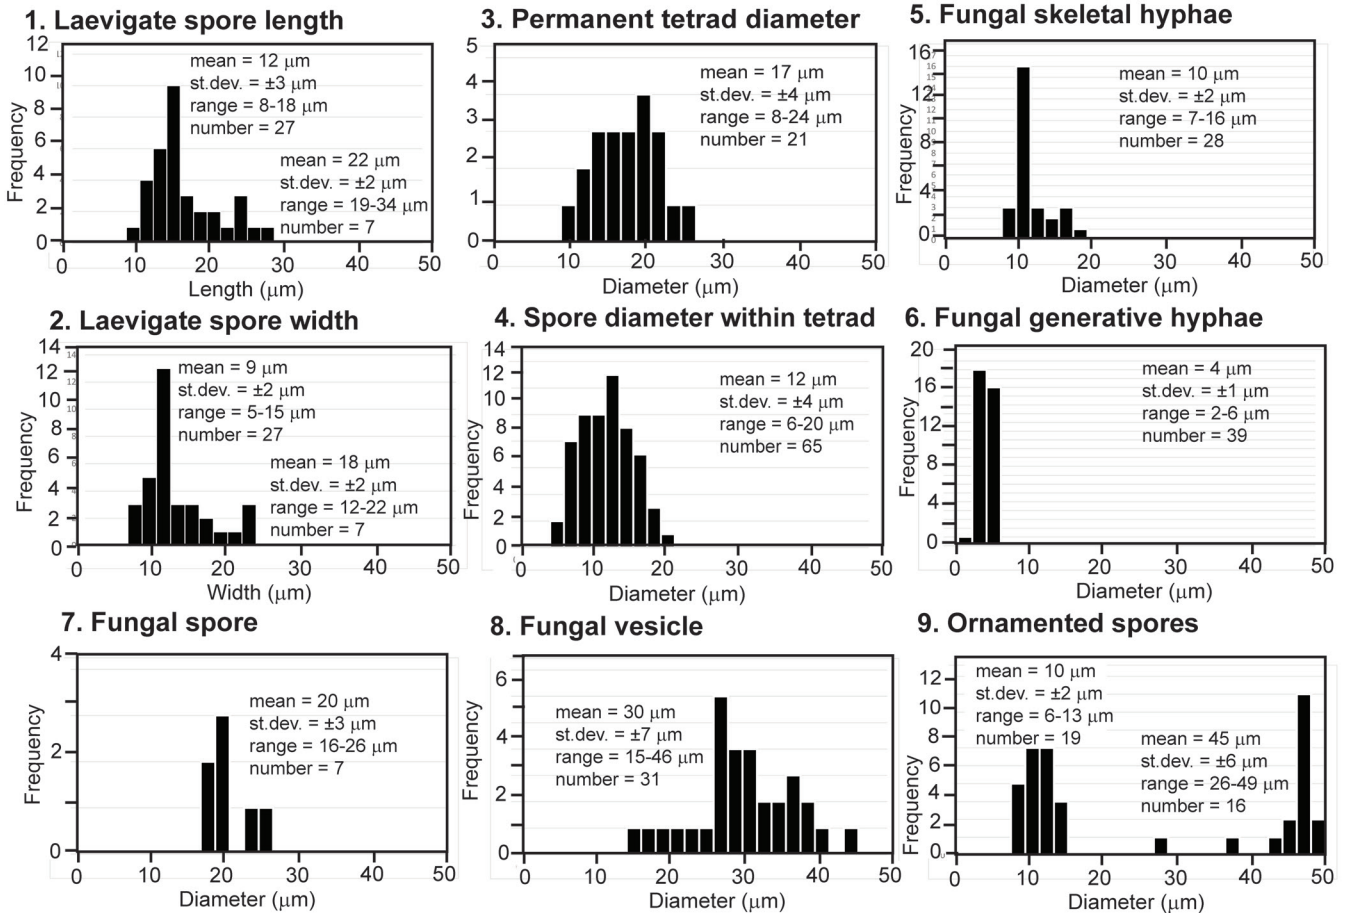 1. Laevigate spore length
12
10
8
6
4
2
0
Frequency
mean = 12 µm
st.dev. = ±3 µm
range = 8-18 µm
number = 27
mean = 22 µm
st.dev. = ±2 µm
range = 19-34 µm
number = 7
0 10 20 30 40 50
Length (µm)
3. Permanent tetrad diameter
5
4
3
2
1
0
mean = 17 µm
st.dev. = ±4 µm
range = 8-24 µm
number = 21
0 10 20 30 40 50
Diameter (µm)
5. Fungal skeletal hyphae
16
12
8
4
0
Frequency
mean = 10 µm
st.dev. = ±2 µm
range = 7-16 µm
number = 28
0 10 20 30 40 50
Diameter (µm)
2. Laevigate spore width
14
12
10
8
6
4
2
0
Frequency
mean = 9 µm
st.dev. = ±2 µm
range = 5-15 µm
number = 27
mean = 18 µm
st.dev. = ±2 µm
range = 12-22 µm
number = 7
0 10 20 30 40 50
Width (µm)
4. Spore diameter within tetrad
14
12
10
8
6
4
2
0
Frequency
mean = 12 µm
st.dev. = ±4 µm
range = 6-20 µm
number = 65
0 10 20 30 40 50
Diameter (µm)
6. Fungal generative hyphae
20
16
12
8
4
0
Frequency
mean = 4 µm
st.dev. = ±1 µm
range = 2-6 µm
number = 39
0 10 20 30 40 50
Diameter (µm)
7. Fungal spore
4
2
0
Frequency
mean = 20 µm
st.dev. = ±3 µm
range = 16-26 µm
number = 7
0 10 20 30 40 50
Diameter (µm)
8. Fungal vesicle
6
4
2
0
Frequency
mean = 30 µm
st.dev. = ±7 µm
range = 15-46 µm
number = 31
0 10 20 30 40 50
Diameter (µm)
9. Ornamented spores
12
10
8
6
4
2
0
Frequency
mean = 10 µm
st.dev. = ±2 µm
range = 6-13 µm
number = 19
mean = 45 µm
st.dev. = ±6 µm
range = 26-49 µm
number = 16
0 10 20 30 40 50
Diameter (µm)